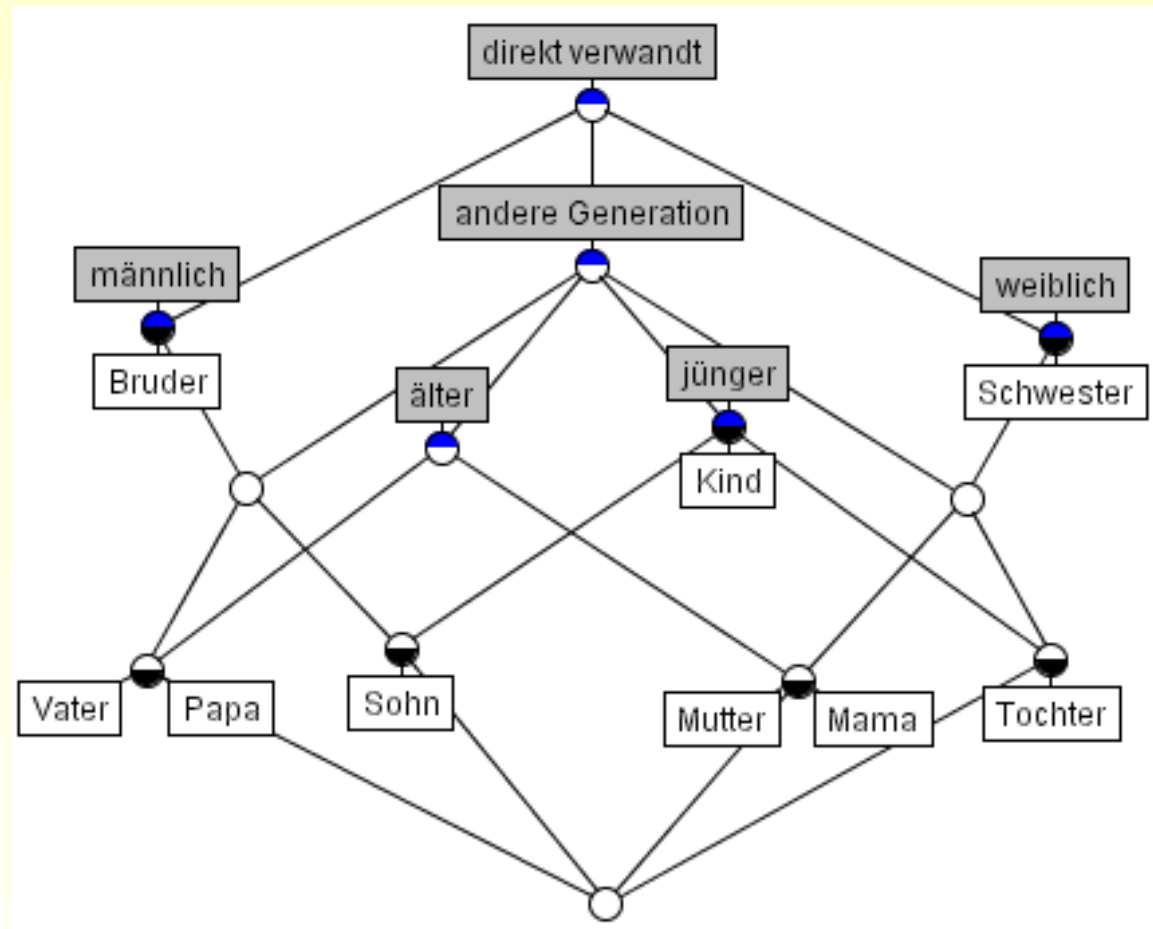 direkt verwandt
andere Generation
männlich
weiblich
Bruder
älter
jünger
Schwester
Kind
Vater
Papa
Sohn
Mutter
Mama
Tochter